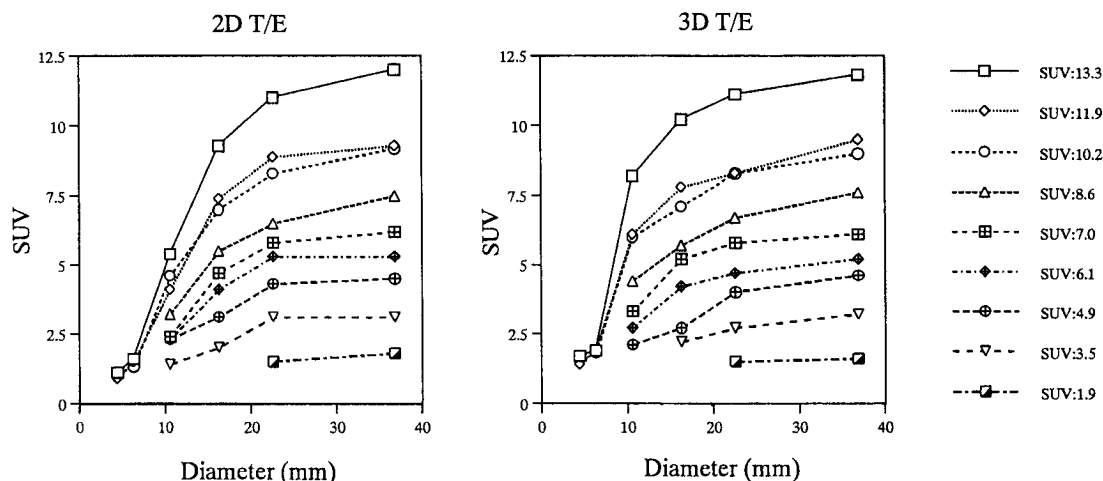 2D T/E
3D T/E
12.5
10
7.5
5
2.5
0
SUV
0 10 20 30 40
Diameter (mm)
12.5
10
7.5
5
2.5
0
SUV
0 10 20 30 40
Diameter (mm)
SUV:13.3
SUV:11.9
SUV:10.2
SUV:8.6
SUV:7.0
SUV:6.1
SUV:4.9
SUV:3.5
SUV:1.9